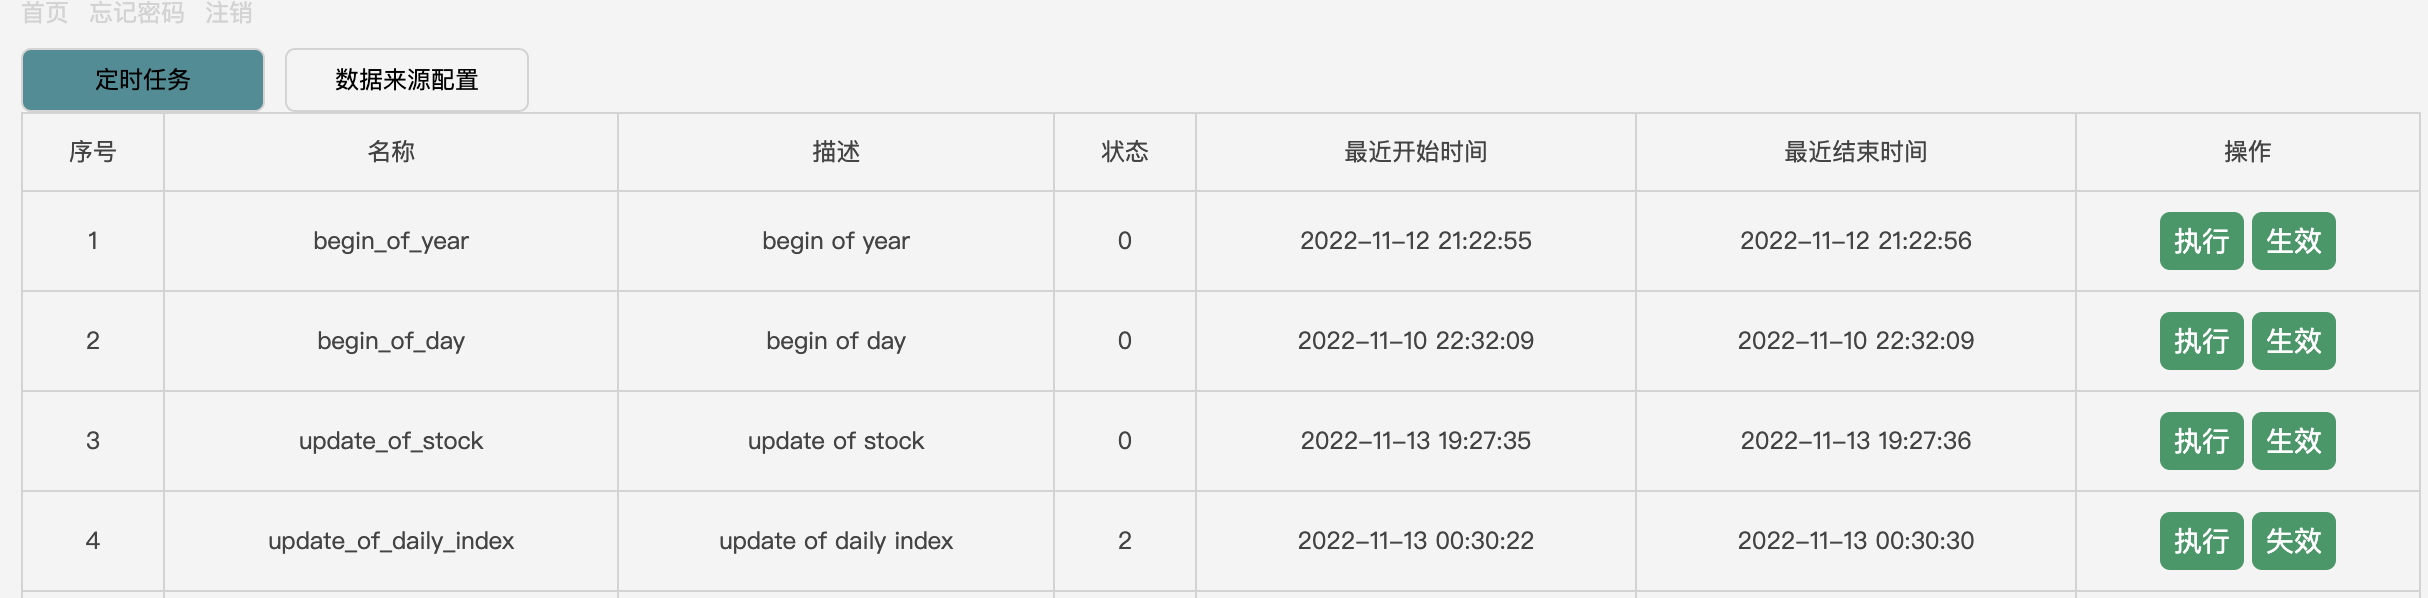 首页 忘记密码 注销
定时任务 数据来源配置
序号 名称 描述 状态 最近开始时间 最近结束时间 操作
1 begin_of_year begin of year 0 2022-11-12 21:22:55 2022-11-12 21:22:56 执行 生效
2 begin_of_day begin of day 0 2022-11-10 22:32:09 2022-11-10 22:32:09 执行 生效
3 update_of_stock update of stock 0 2022-11-13 19:27:35 2022-11-13 19:27:36 执行 生效
4 update_of_daily_index update of daily index 2 2022-11-13 00:30:22 2022-11-13 00:30:30 执行 失效